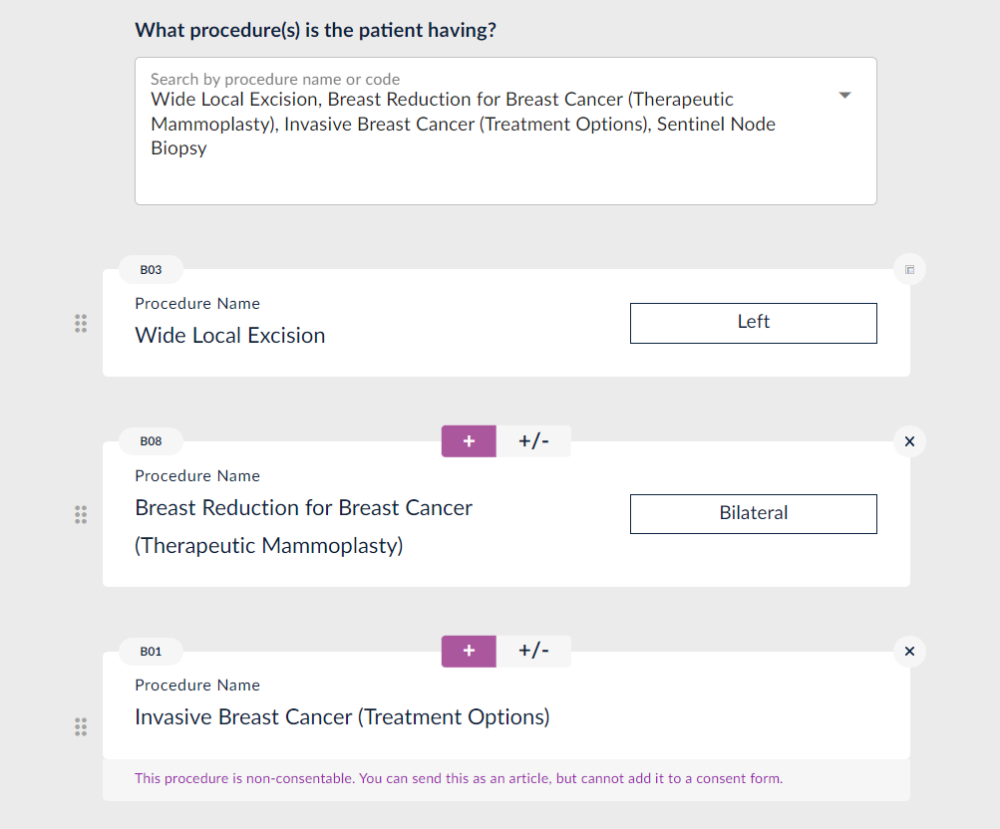 What procedure(s) is the patient having?
Search by procedure name or code
Wide Local Excision, Breast Reduction for Breast Cancer (Therapeutic
Mammoplasty), Invasive Breast Cancer (Treatment Options), Sentinel Node
Biopsy
B03
Procedure Name
Wide Local Excision
Left
B08
+ +/-
Procedure Name
Breast Reduction for Breast Cancer
(Therapeutic Mammoplasty)
Bilateral
B01
+ +/-
Procedure Name
Invasive Breast Cancer (Treatment Options)
This procedure is non-consentable. You can send this as an article, but cannot add it to a consent form.